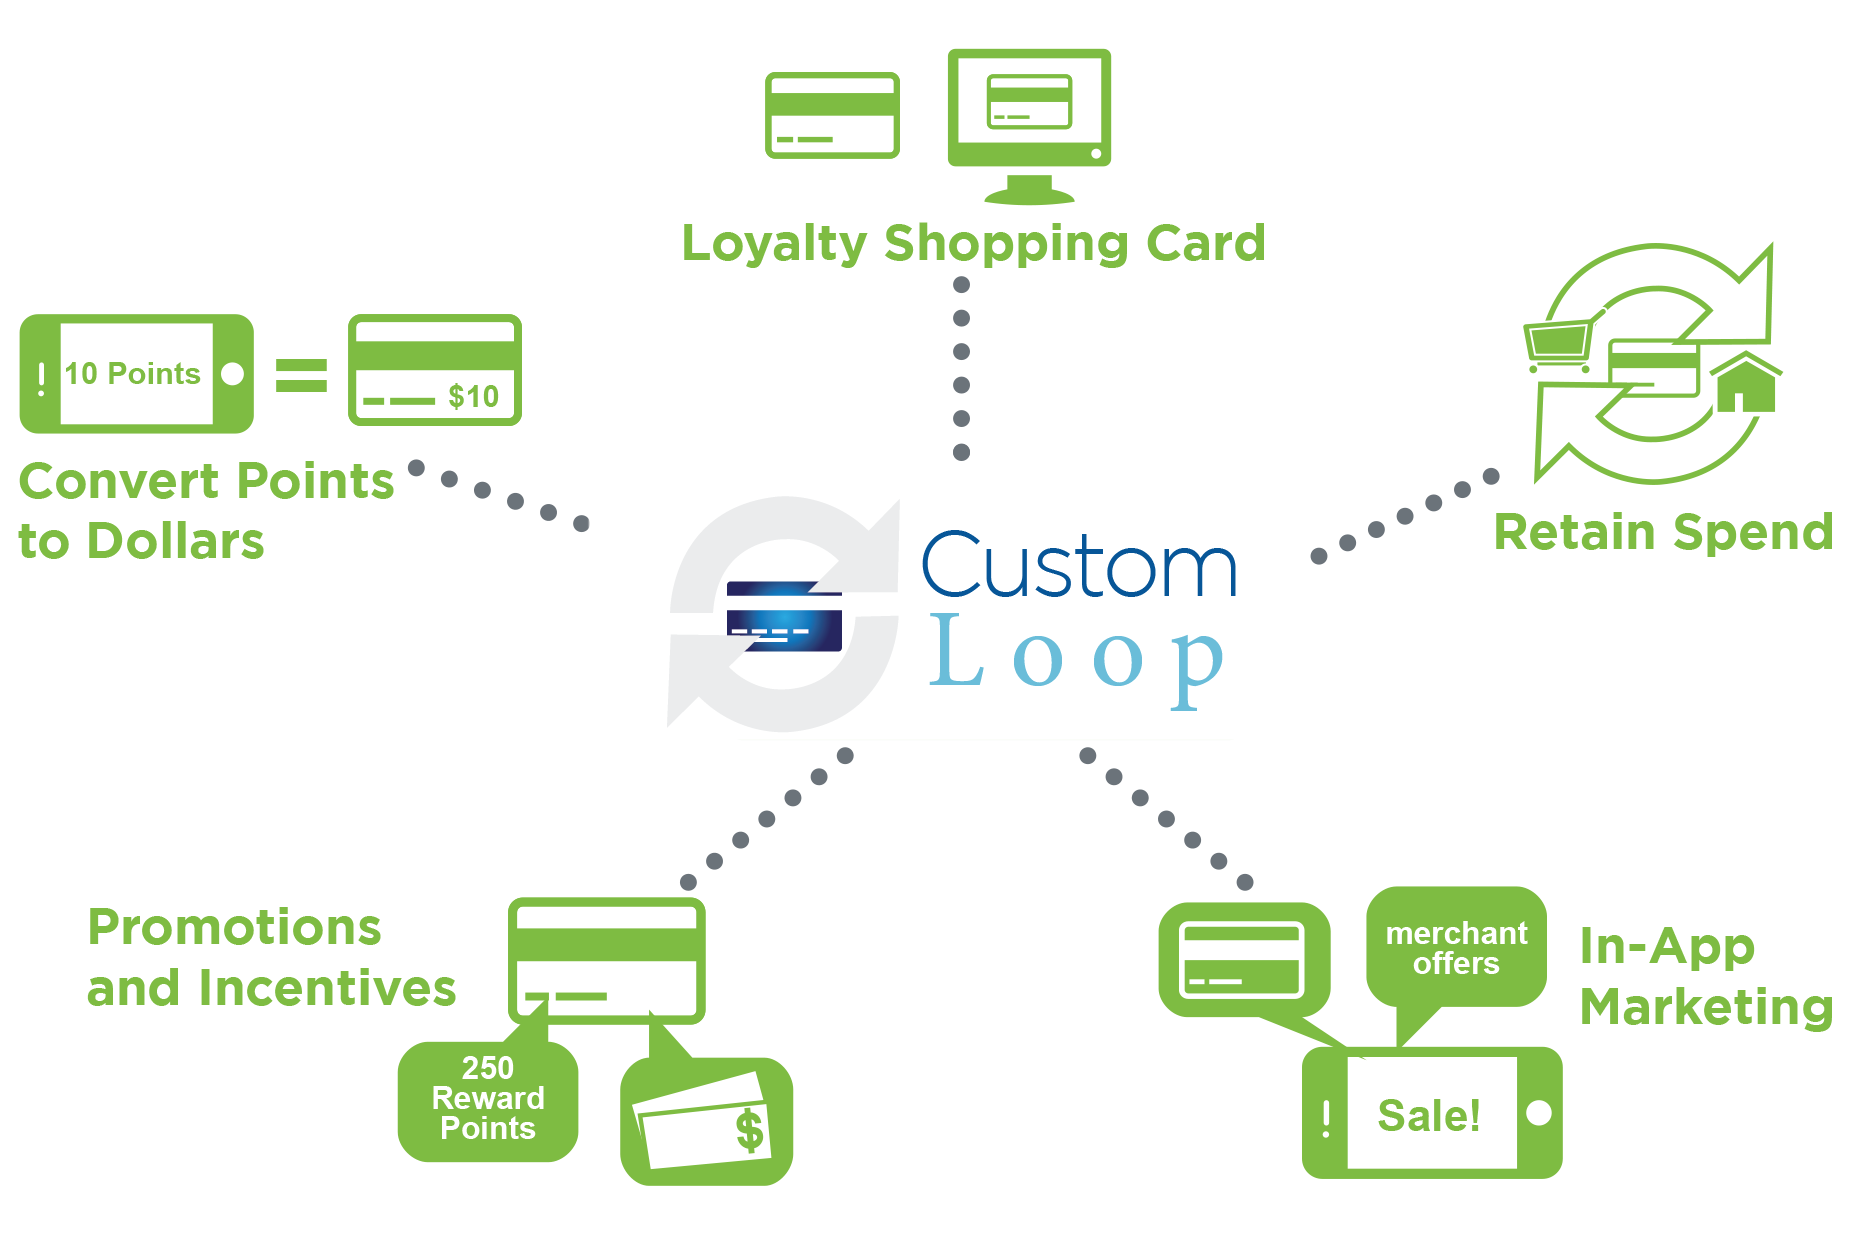 Loyalty Shopping Card
10 Points
$10
Convert Points
to Dollars
Retain Spend
Custom
Loop
Promotions
and Incentives
250
Reward
Points
$
merchant
offers
In-App
Marketing
Sale!